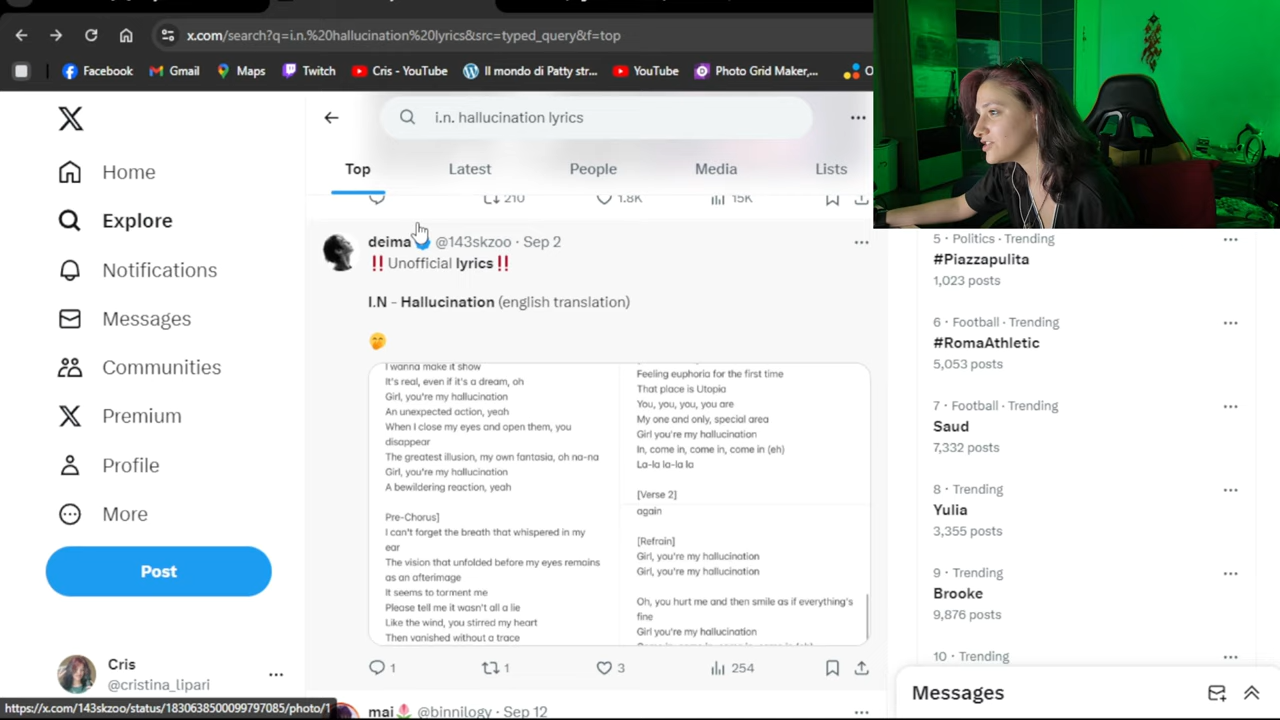 x.com/search?q=i.n.%20hallucination%20lyrics&src=typed_query&f=top
Facebook
Gmail
Maps
Twitch
Cris - YouTube
Il mondo di Patty str...
YouTube
Photo Grid Maker,...
i.n. hallucination lyrics
Top
Latest
People
Media
Lists
Home
Explore
Notifications
Messages
Communities
Premium
Profile
More
Post
Cris
@cristina_lipari
210
1.8K
15K
deima @143skzoo · Sep 2
‼️Unofficial lyrics‼️
I.N - Hallucination (english translation)
🤭
I wanna make it show
It's real, even if it's a dream, oh
Girl, you're my hallucination
An unexpected action, yeah
When I close my eyes and open them, you
disappear
The greatest illusion, my own fantasia, oh na-na
Girl, you're my hallucination
A bewildering reaction, yeah
Pre-Chorus]
I can't forget the breath that whispered in my
ear
The vision that unfolded before my eyes remains
as an afterimage
It seems to torment me
Please tell me it wasn't all a lie
Like the wind, you stirred my heart
Then vanished without a trace
Feeling euphoria for the first time
That place is Utopia
You, you, you, you are
My one and only, special area
Girl you're my hallucination
In, come in, come in, come in (eh)
La-la la-la la
[Verse 2]
again
[Refrain]
Girl, you're my hallucination
Girl, you're my hallucination
Oh, you hurt me and then smile as if everything's
fine
Girl you're my hallucination
1
1
3
254
mai @binnilogy · Sep 12
5 · Politics · Trending
#Piazzapulita
1,023 posts
6 · Football · Trending
#RomaAthletic
5,053 posts
7 · Football · Trending
Saud
7,332 posts
8 · Trending
Yulia
3,355 posts
9 · Trending
Brooke
9,876 posts
10 · Trending
Messages
https://x.com/143skzoo/status/1830638500099797085/photo/1